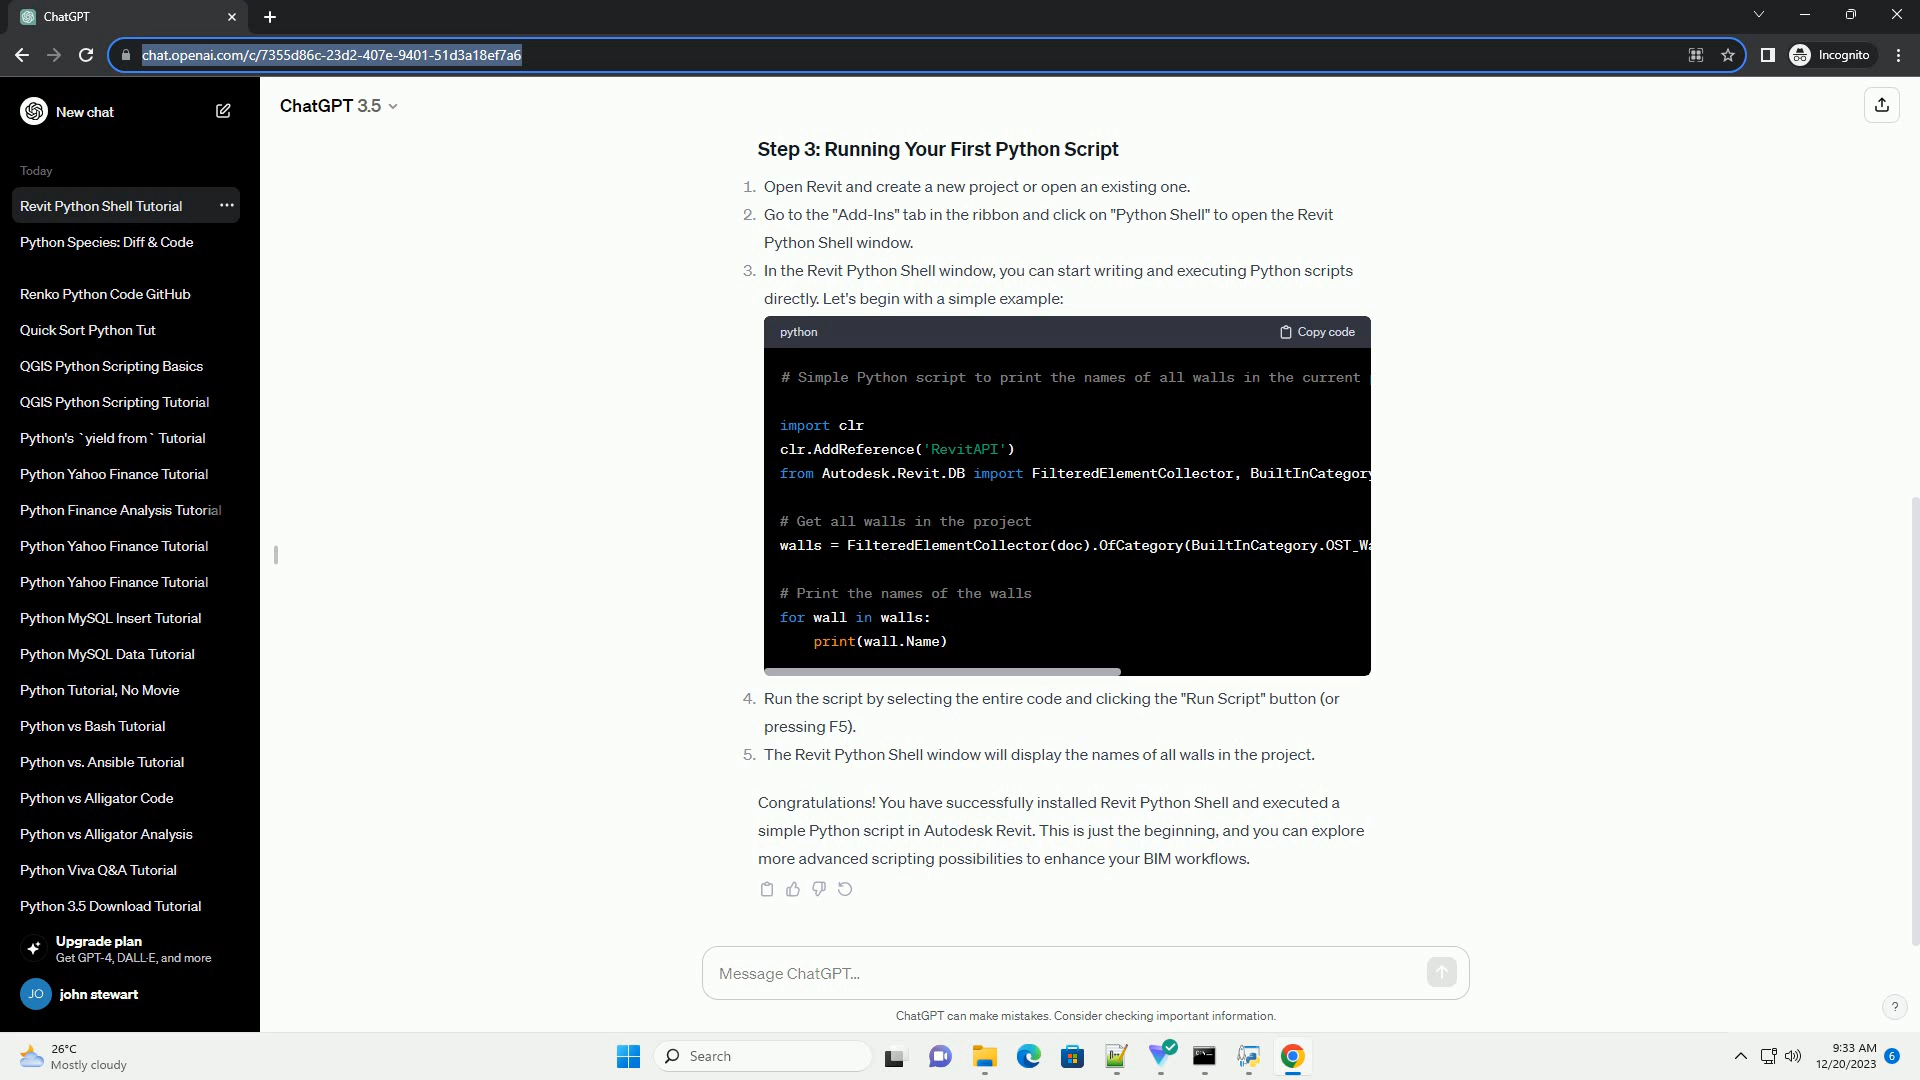 ChatGPT
chat.openai.com/c/7355d86c-23d2-407e-9401-51d3a18ef7a6
Incognito
New chat
Today
Revit Python Shell Tutorial
Python Species: Diff & Code
Renko Python Code GitHub
Quick Sort Python Tut
QGIS Python Scripting Basics
QGIS Python Scripting Tutorial
Python's `yield from` Tutorial
Python Yahoo Finance Tutorial
Python Finance Analysis Tutorial
Python Yahoo Finance Tutorial
Python Yahoo Finance Tutorial
Python MySQL Insert Tutorial
Python MySQL Data Tutorial
Python Tutorial, No Movie
Python vs Bash Tutorial
Python vs. Ansible Tutorial
Python vs Alligator Code
Python vs Alligator Analysis
Python Viva Q&A Tutorial
Python 3.5 Download Tutorial
Upgrade plan
Get GPT-4, DALL·E, and more
JO john stewart
ChatGPT 3.5
Step 3: Running Your First Python Script
1. Open Revit and create a new project or open an existing one.
2. Go to the "Add-Ins" tab in the ribbon and click on "Python Shell" to open the Revit
Python Shell window.
3. In the Revit Python Shell window, you can start writing and executing Python scripts
directly. Let's begin with a simple example:
python Copy code
# Simple Python script to print the names of all walls in the current
import clr
clr.AddReference('RevitAPI')
from Autodesk.Revit.DB import FilteredElementCollector, BuiltInCategory
# Get all walls in the project
walls = FilteredElementCollector(doc).OfCategory(BuiltInCategory.OST_Wa
# Print the names of the walls
for wall in walls:
print(wall.Name)
4. Run the script by selecting the entire code and clicking the "Run Script" button (or
pressing F5).
5. The Revit Python Shell window will display the names of all walls in the project.
Congratulations! You have successfully installed Revit Python Shell and executed a
simple Python script in Autodesk Revit. This is just the beginning, and you can explore
more advanced scripting possibilities to enhance your BIM workflows.
Message ChatGPT...
ChatGPT can make mistakes. Consider checking important information.
?
26°C
Mostly cloudy
Search
9:33 AM
12/20/2023
6